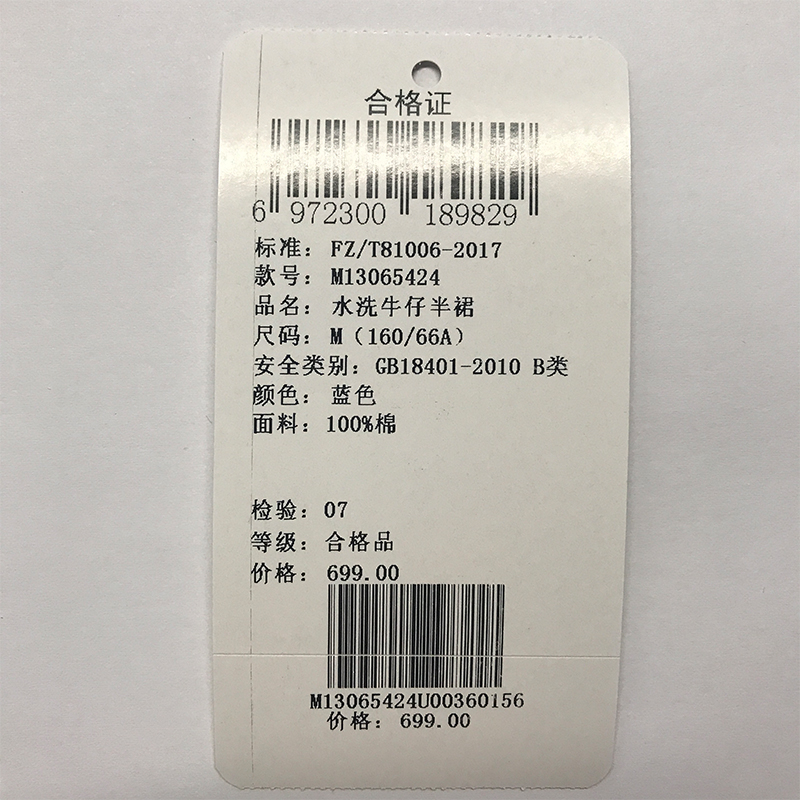 合格证
6 972300 189829
标准: FZ/T81006-2017
款号: M13065424
品名: 水洗牛仔半裙
尺码: M（160/66A）
安全类别: GB18401-2010 B类
颜色: 蓝色
面料: 100%棉
检验: 07
等级: 合格品
价格: 699.00
M13065424U00360156
价格: 699.00